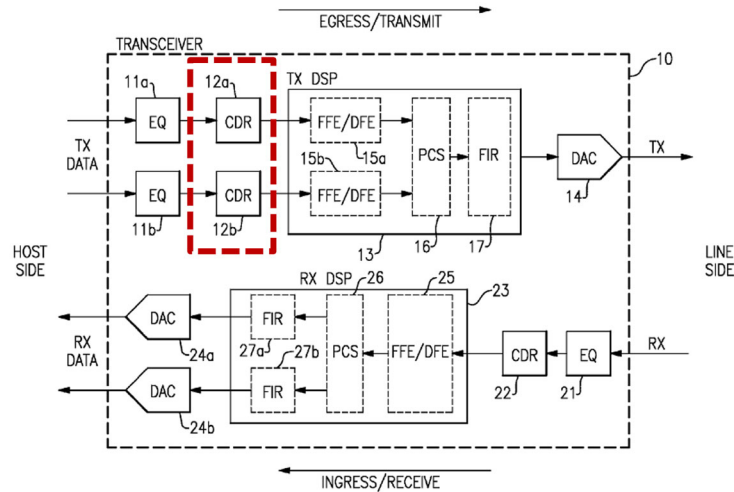 EGRESS/TRANSMIT
TRANSCEIVER
10
11a
12a
TX DSP
EQ
CDR
FFE/DFE
15a
TX DATA
15b
PCS
FIR
DAC
TX
14
EQ
CDR
FFE/DFE
11b
12b
13
16
17
HOST SIDE
LINE SIDE
RX DSP
26
25
23
DAC
FIR
24a
27a
27b
PCS
FFE/DFE
CDR
EQ
RX
RX DATA
22
21
DAC
FIR
24b
INGRESS/RECEIVE